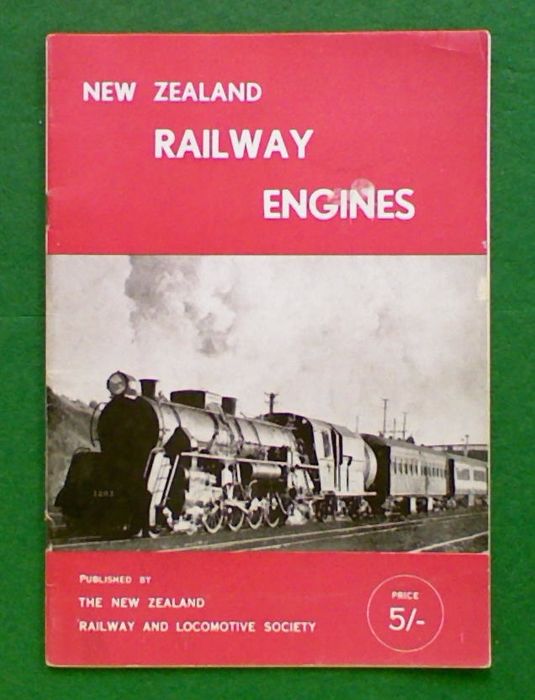 NEW ZEALAND
RAILWAY
ENGINES
PUBLISHED BY
THE NEW ZEALAND
RAILWAY AND LOCOMOTIVE SOCIETY
PRICE
5/-